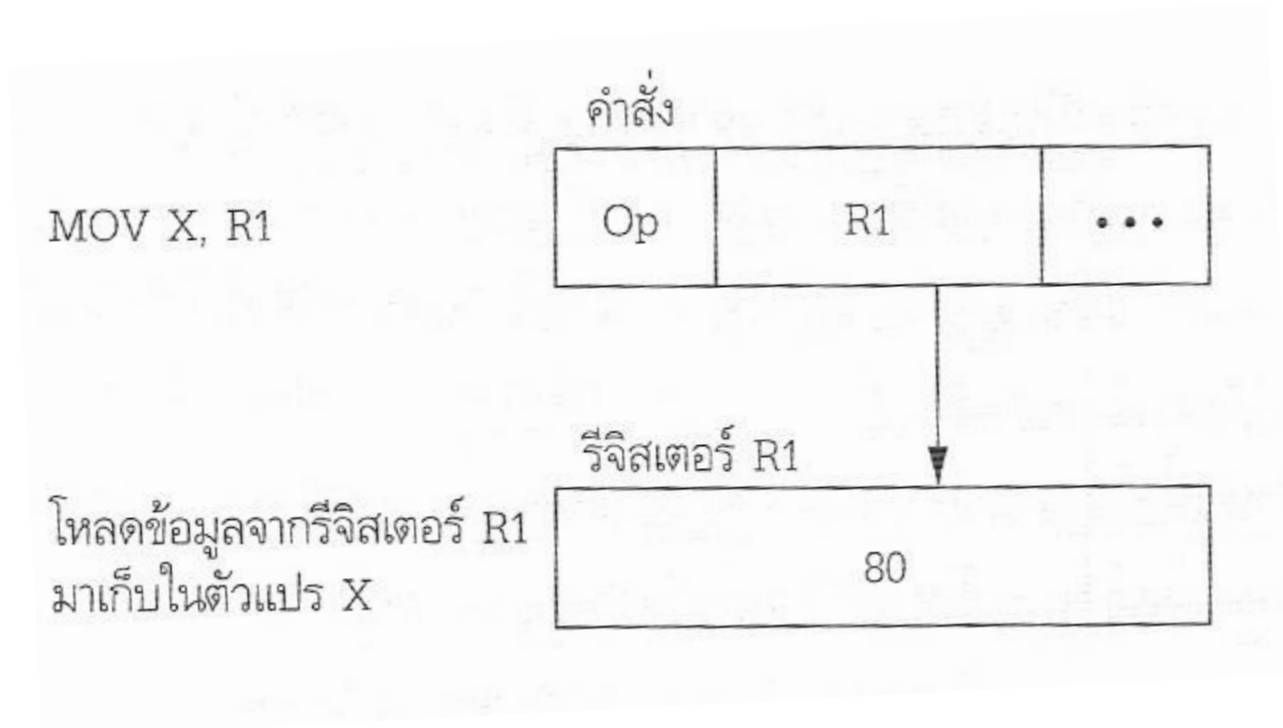 คำสั่ง
MOV X, R1
Op
R1
•••
รีจิสเตอร์ R1
โหลดข้อมูลจากรีจิสเตอร์ R1
มาเก็บในตัวแปร X
80